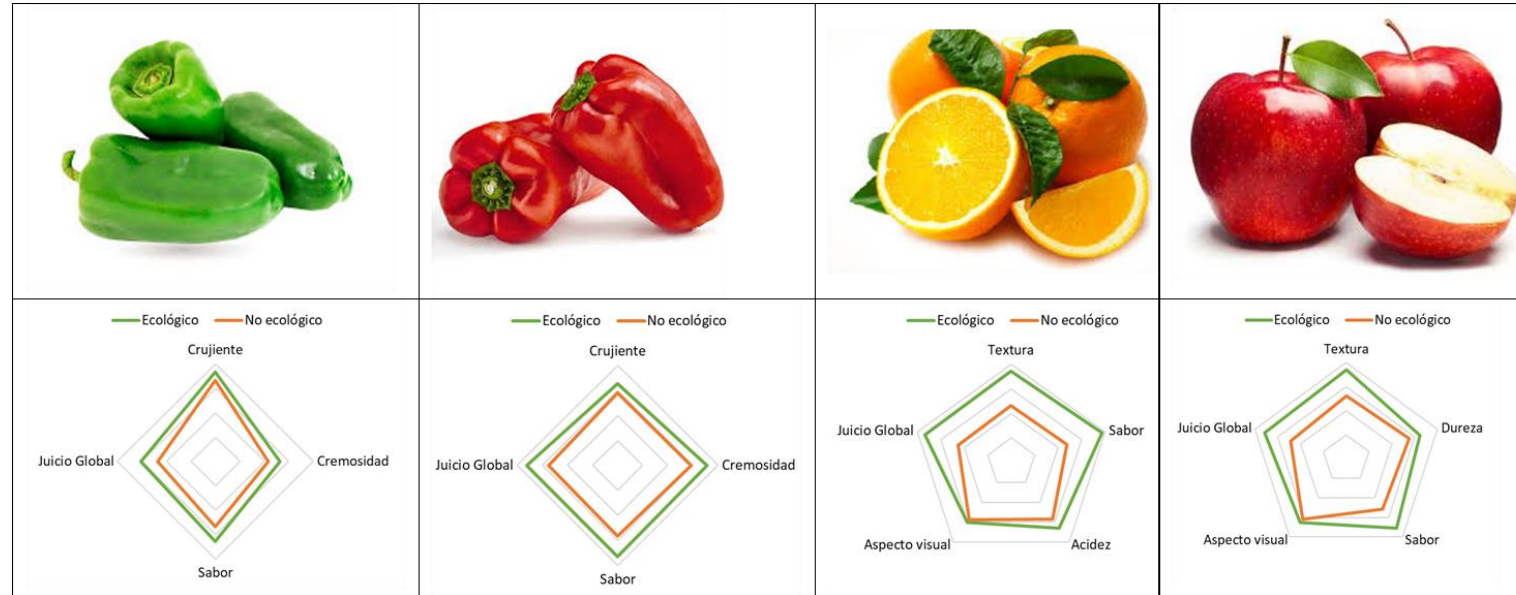 Ecológico No ecológico
Crujiente
Juicio Global Cremosidad
Sabor
Ecológico No ecológico
Crujiente
Juicio Global Cremosidad
Sabor
Ecológico No ecológico
Textura
Juicio Global Sabor
Aspecto visual Acidez
Ecológico No ecológico
Textura
Juicio Global Dureza
Aspecto visual Sabor